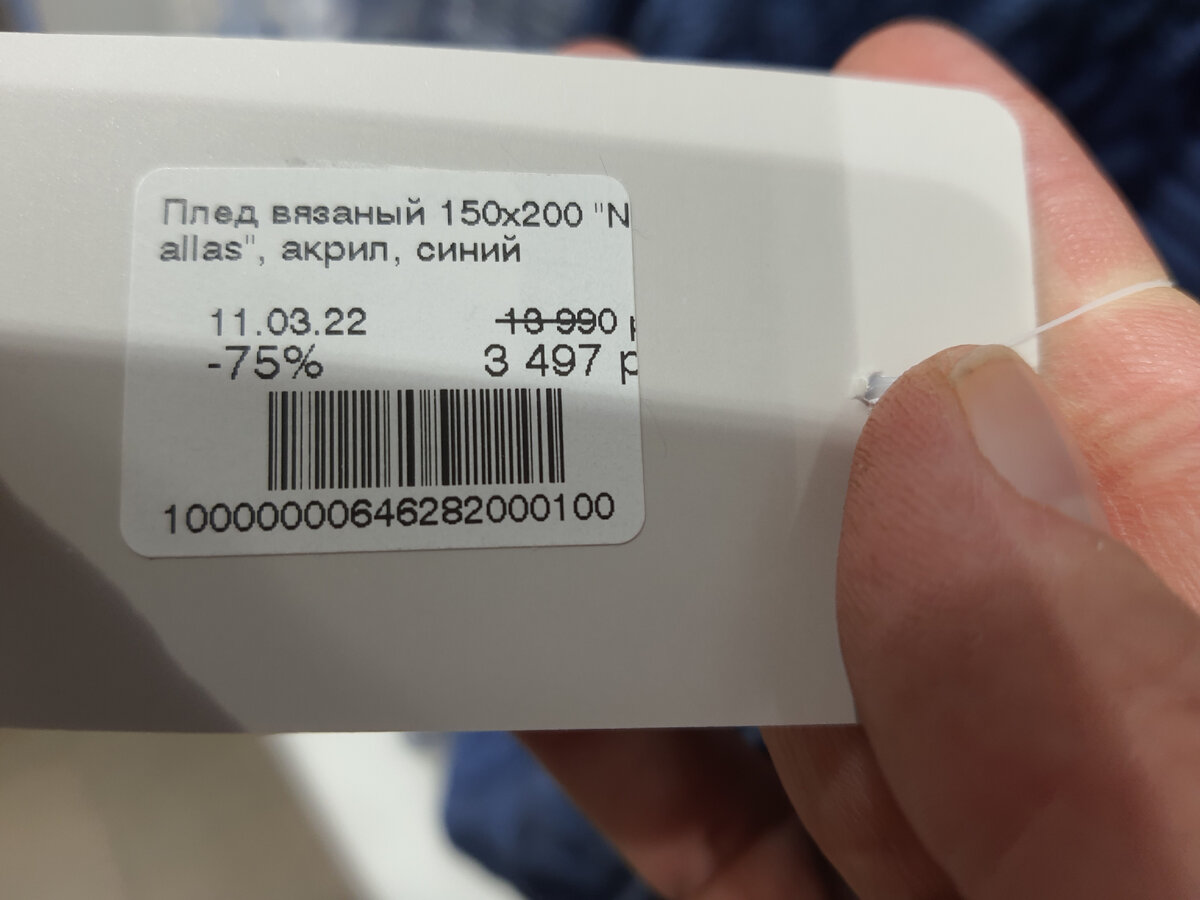 Плед вязаный 150x200 "N
allas", акрил, синий
11.03.22 13 990 р
-75% 3 497 р
10000000646282000100